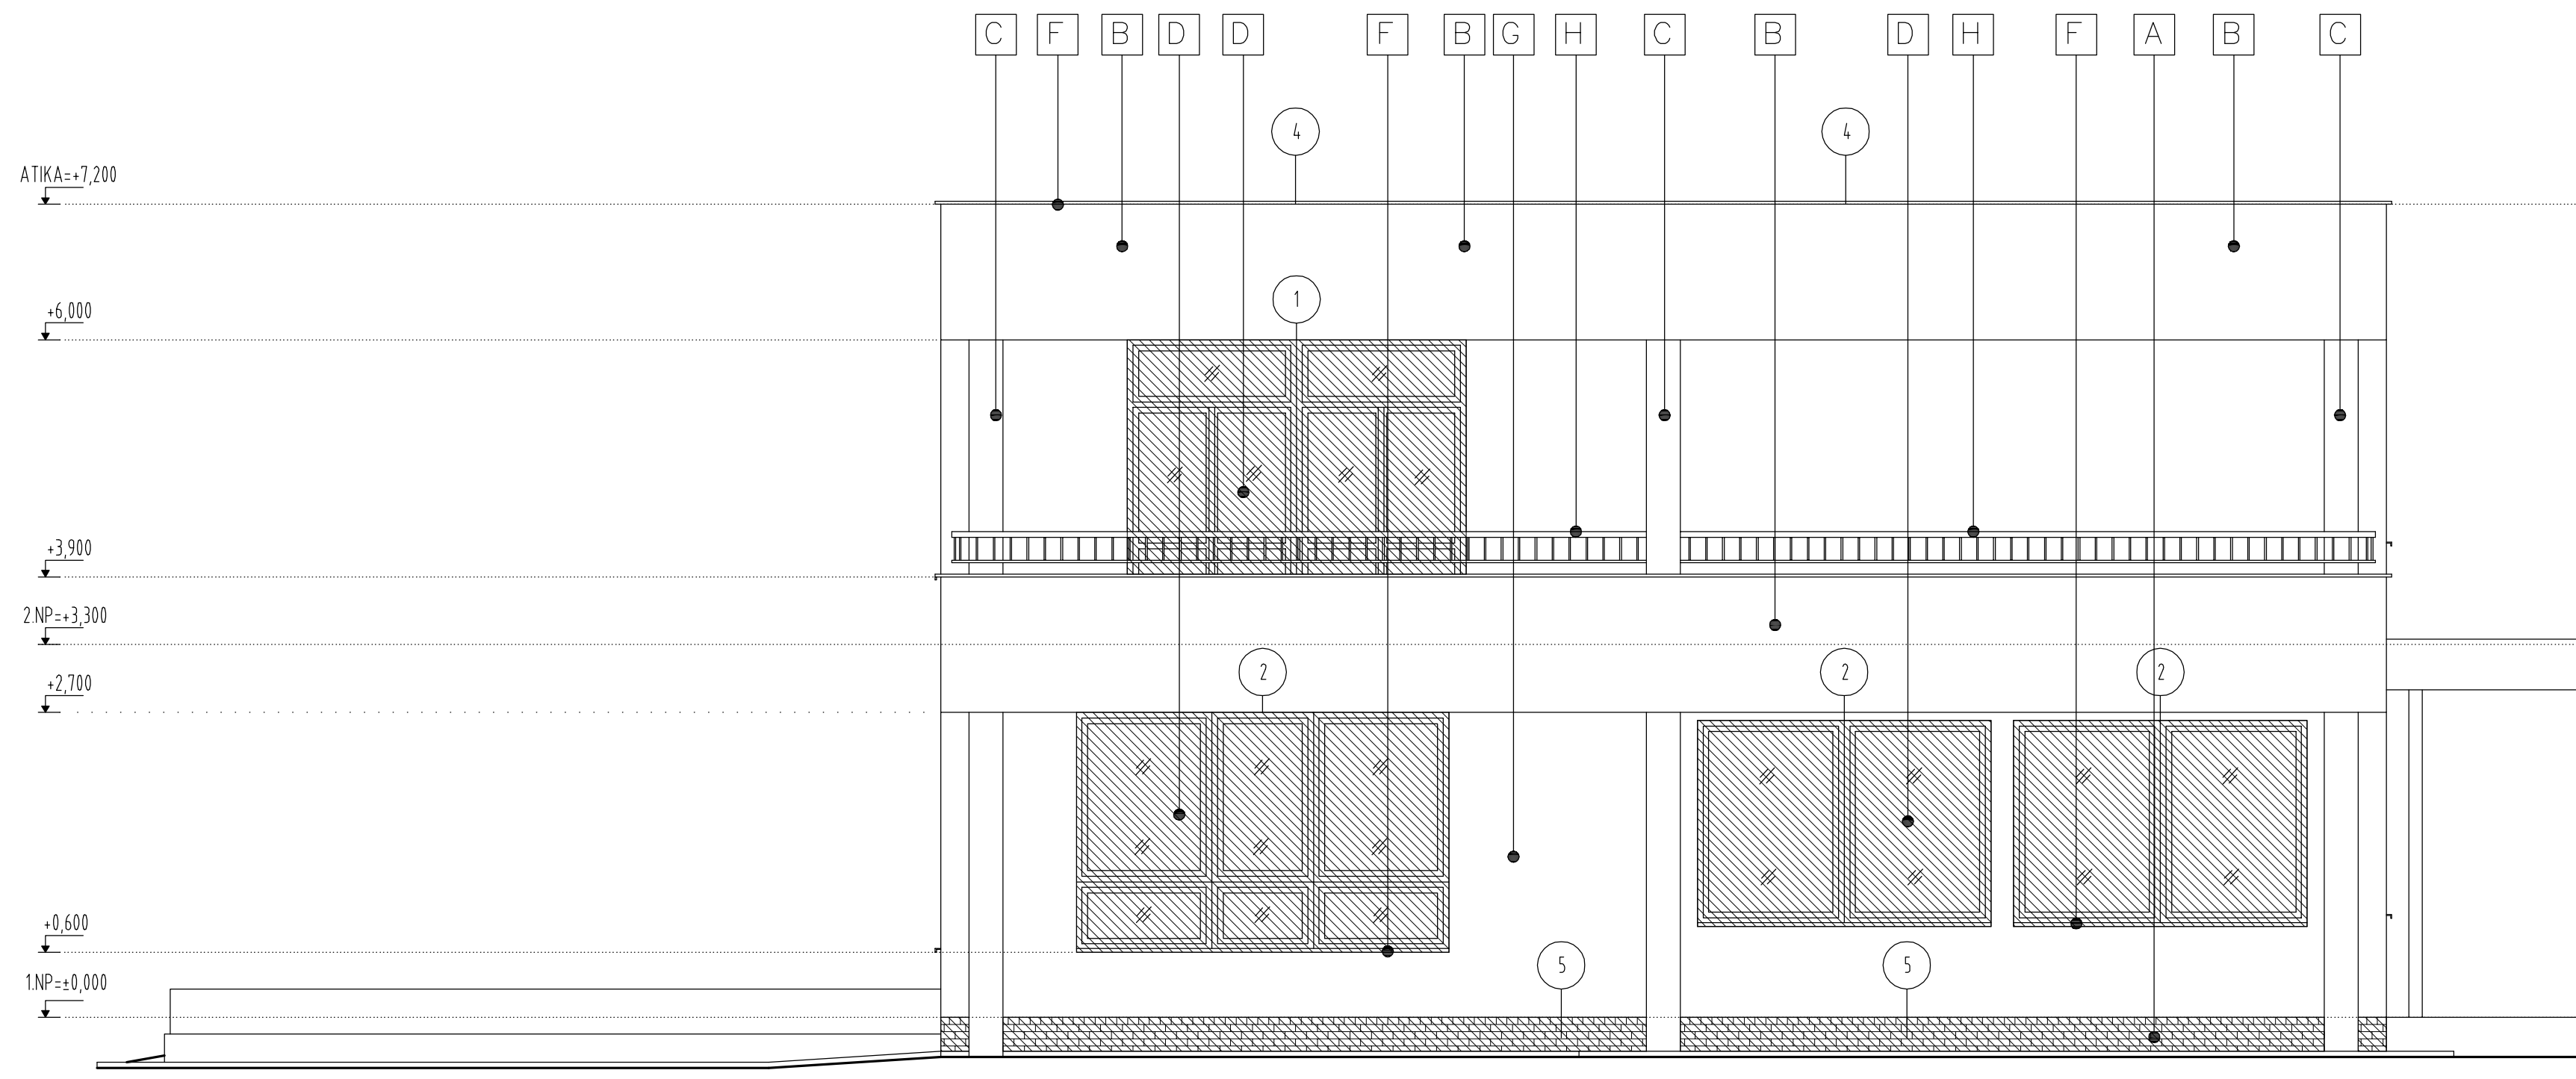 C F B D D F B G H C B D H F A B C
4 4
ATIKA=+7,200
1
+6,000
+3,900
2.NP=+3,300
2 2 2
+2,700
+0,600
5 5
1.NP=±0,000